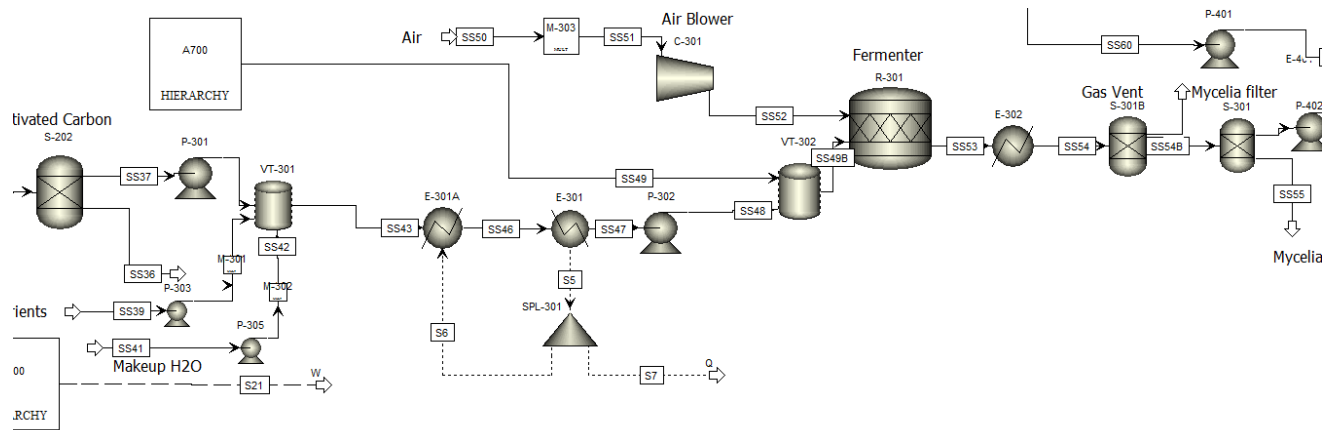 P-401
Air Blower
M-303
A700
Air
SS50
MULT
SS51
C-301
SS60
Fermenter
HIERARCHY
R-301
Gas Vent
Mycelia filter
S-301B
S-301
P-402
tivated Carbon
SS52
E-302
S-202
P-301
VT-302
VT-301
SS49B
SS53
SS54
SS54B
SS37
SS49
E-301A
E-301
P-302
SS55
SS43
SS46
SS47
SS48
SS42
M-301
SS36
Mycelia
P-303
M-302
S5
SPL-301
rients
SS39
P-305
S6
SS41
Makeup H2O
00
W
S21
S7
Q
RCHY